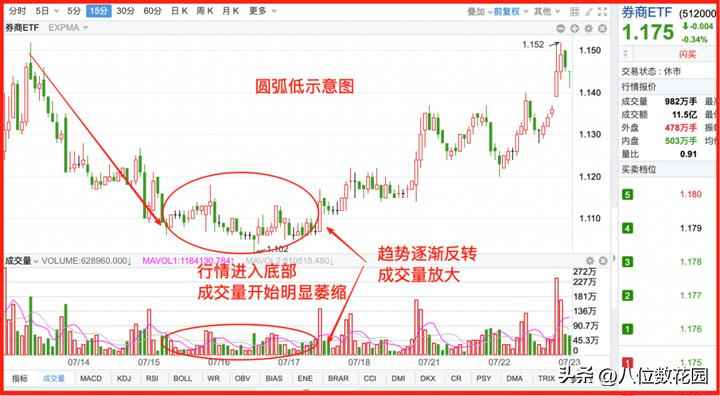 分时 5日 5分 15分 30分 60分 日K 周K 月K 更多
叠加 前复权 其他
券商ETF EXPMA
券商ETF (512000
1.175 -0.004
-0.34%
闪买
交易状态：休市
行情报价
成交量 982万手 最
成交额 11.5亿 最
外盘 478万手
内盘 503万手
量比 0.91
买卖档位
5 1.180
4 1.179
3 1.178
2 1.177
1 1.176
1 1.175
1.152
1.150
1.140
1.130
1.120
1.110
1.102
圆弧低示意图
成交量 VOLUME:628960.000↓ MAVOL1:1184130.784↑
行情进入底部
成交量开始明显萎缩
趋势逐渐反转
成交量放大
272万
227万
181万
136万
90.7万
45.3万
万手
07/14 07/15 07/16 07/17 07/20 07/21 07/22 07/23
指标 成交量 MACD KDJ RSI BOLL WR OBV BIAS ENE BRAR CCI DMI DKX CR PSY DMA TRIX
头条 @八位数花园